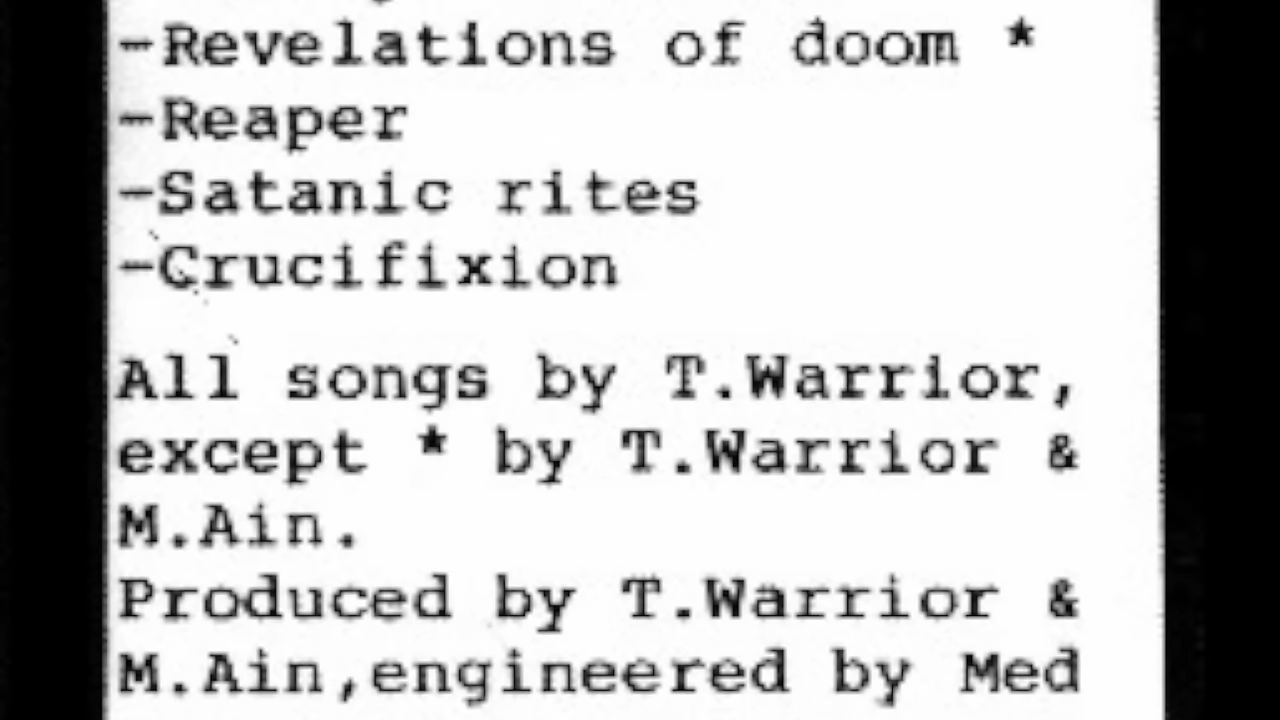 -Revelations of doom *
-Reaper
-Satanic rites
-Crucifixion
All songs by T.Warrior,
except * by T.Warrior &
M.Ain.
Produced by T.Warrior &
M.Ain,engineered by Med